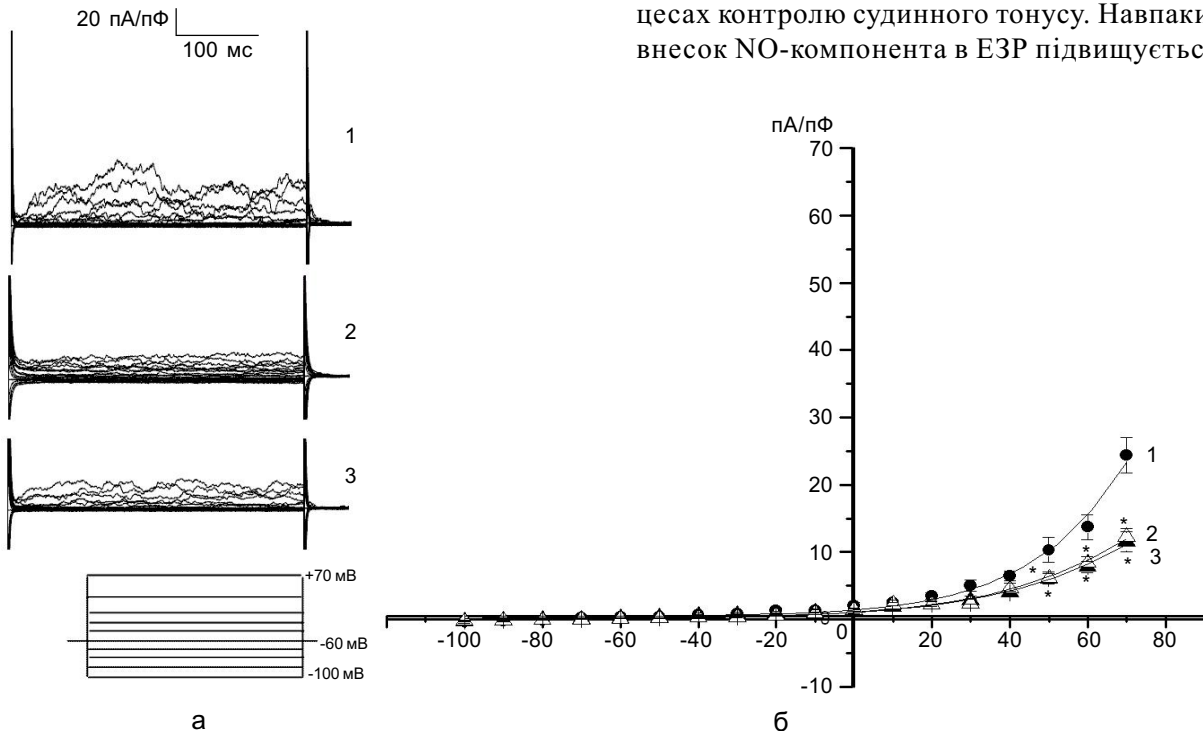 20 пА/пФ
100 мс
1
2
3
+70 мВ
-60 мВ
-100 мВ
а
цесах контролю судинного тонусу. Навпаки
внесок NO-компонента в ЕЗР підвищуєтьс
пА/пФ
70
60
50
40
30
20
10
0
-10
-100 -80 -60 -40 -20 0 20 40 60 80
1
* 2
* * 3
* * *
*
б